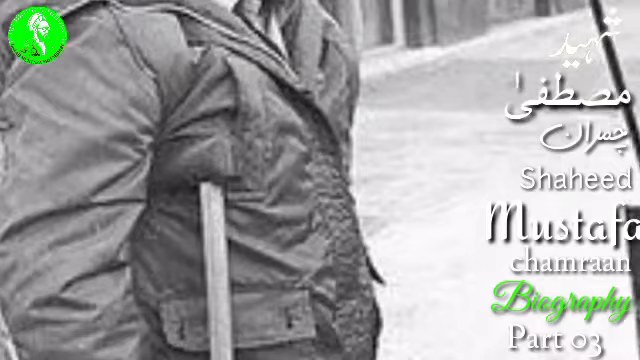 شہید
مصطفیٰ
چمران
Shaheed
Mustafa
chamraan
Biography
Part 03